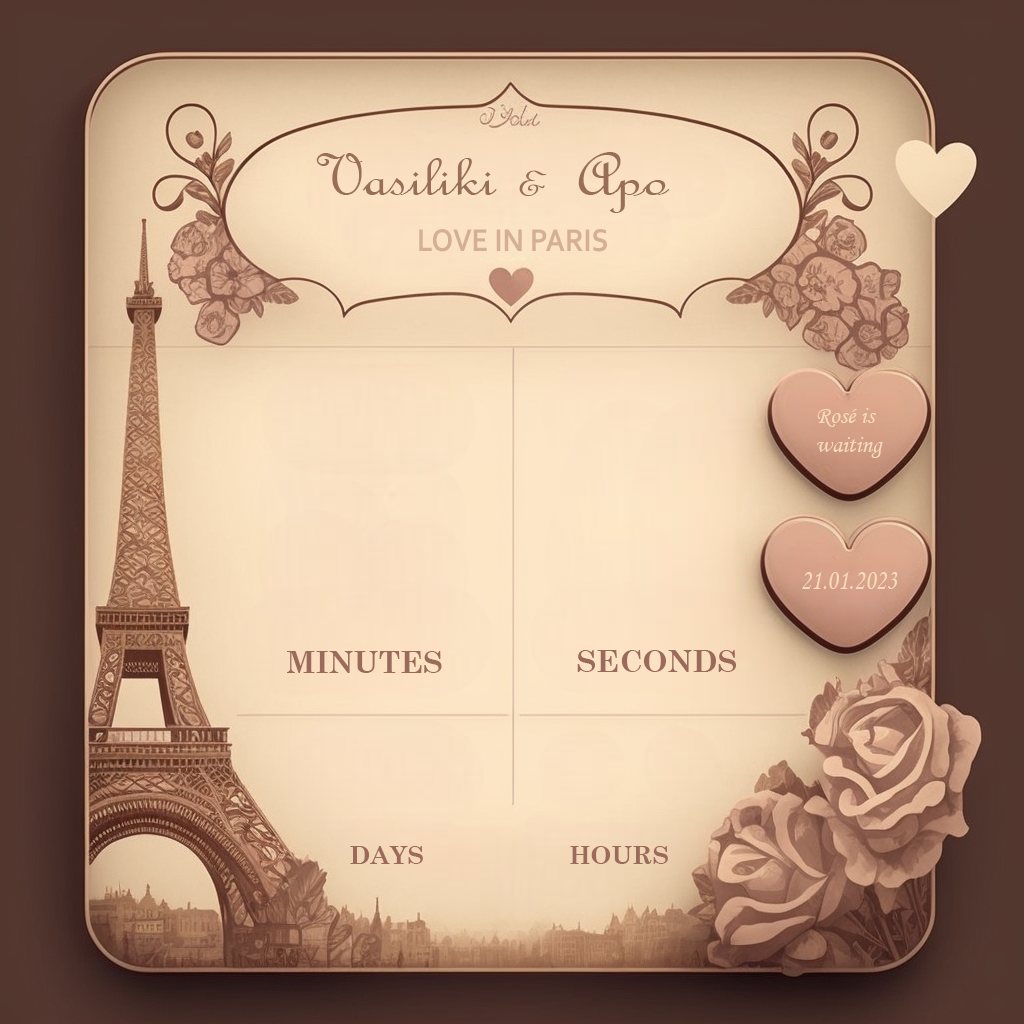 Vasiliki & Apo
LOVE IN PARIS
Rosé is
waiting
21.01.2023
MINUTES
SECONDS
DAYS
HOURS